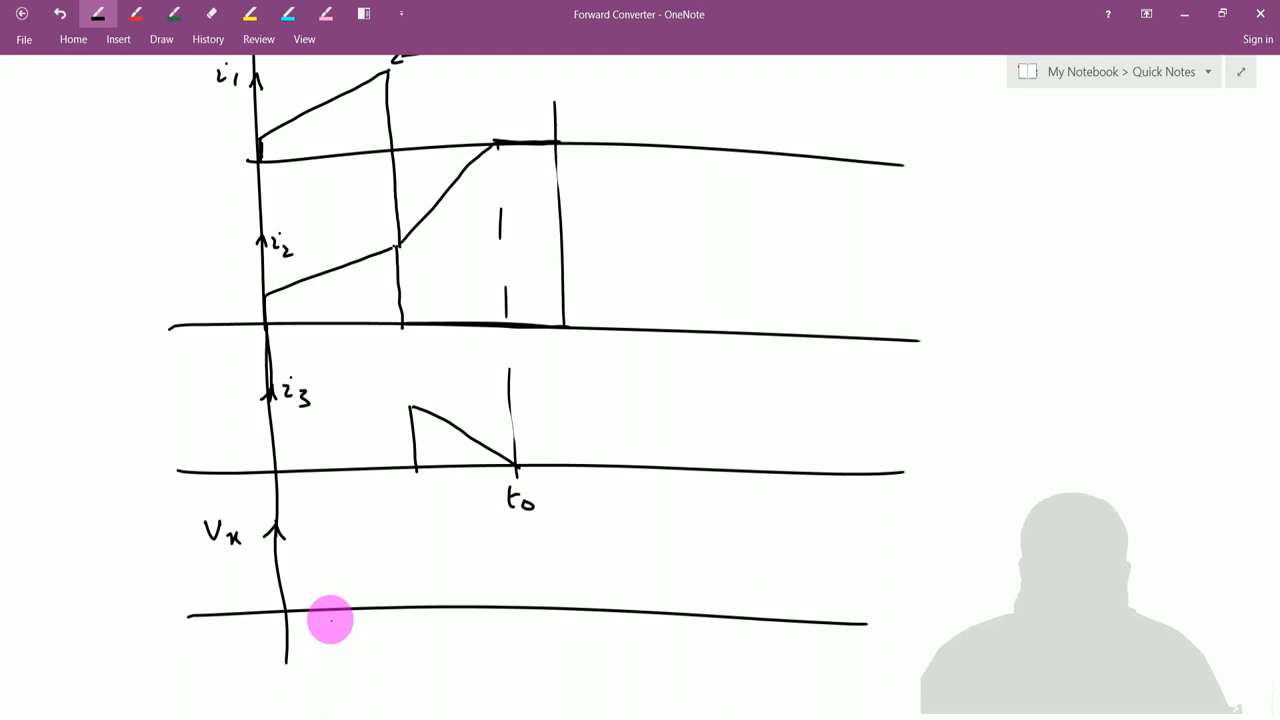 Forward Converter - OneNote
?
File Home Insert Draw History Review View
Sign in
My Notebook > Quick Notes
i1
i2
i3
t0
Vx